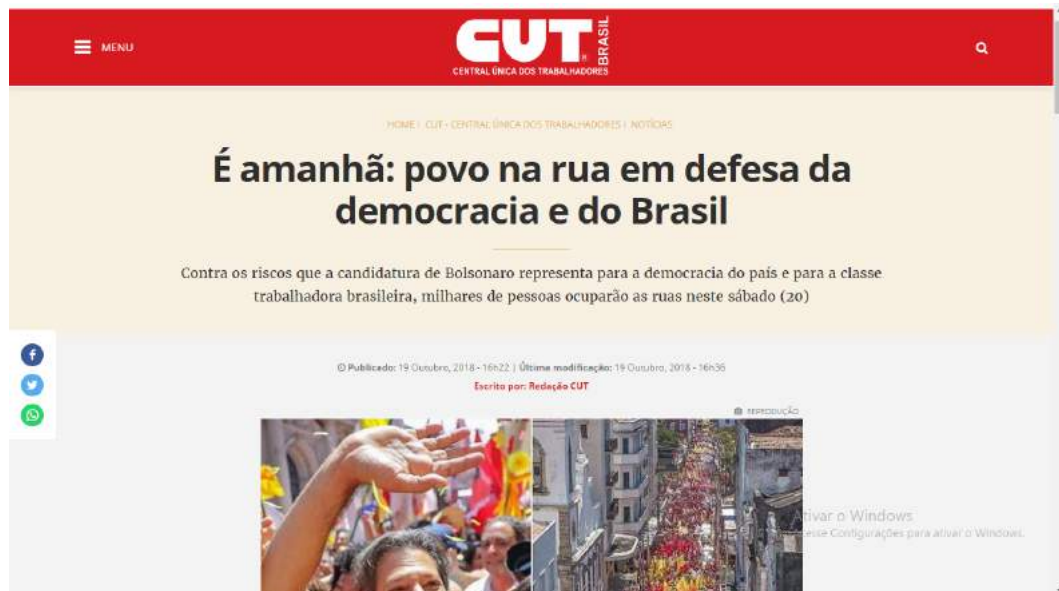 MENU
CUT BRASIL
CENTRAL ÚNICA DOS TRABALHADORES
HOME | CUT - CENTRAL ÚNICA DOS TRABALHADORES | NOTÍCIAS
É amanhã: povo na rua em defesa da
democracia e do Brasil
Contra os riscos que a candidatura de Bolsonaro representa para a democracia do país e para a classe
trabalhadora brasileira, milhares de pessoas ocuparão as ruas neste sábado (20)
Publicado: 19 Outubro, 2018 - 16h22 | Última modificação: 19 Outubro, 2018 - 16h36
Escrito por: Redação CUT
REPRODUÇÃO
tivar o Windows
esse Configurações para ativar o Windows.